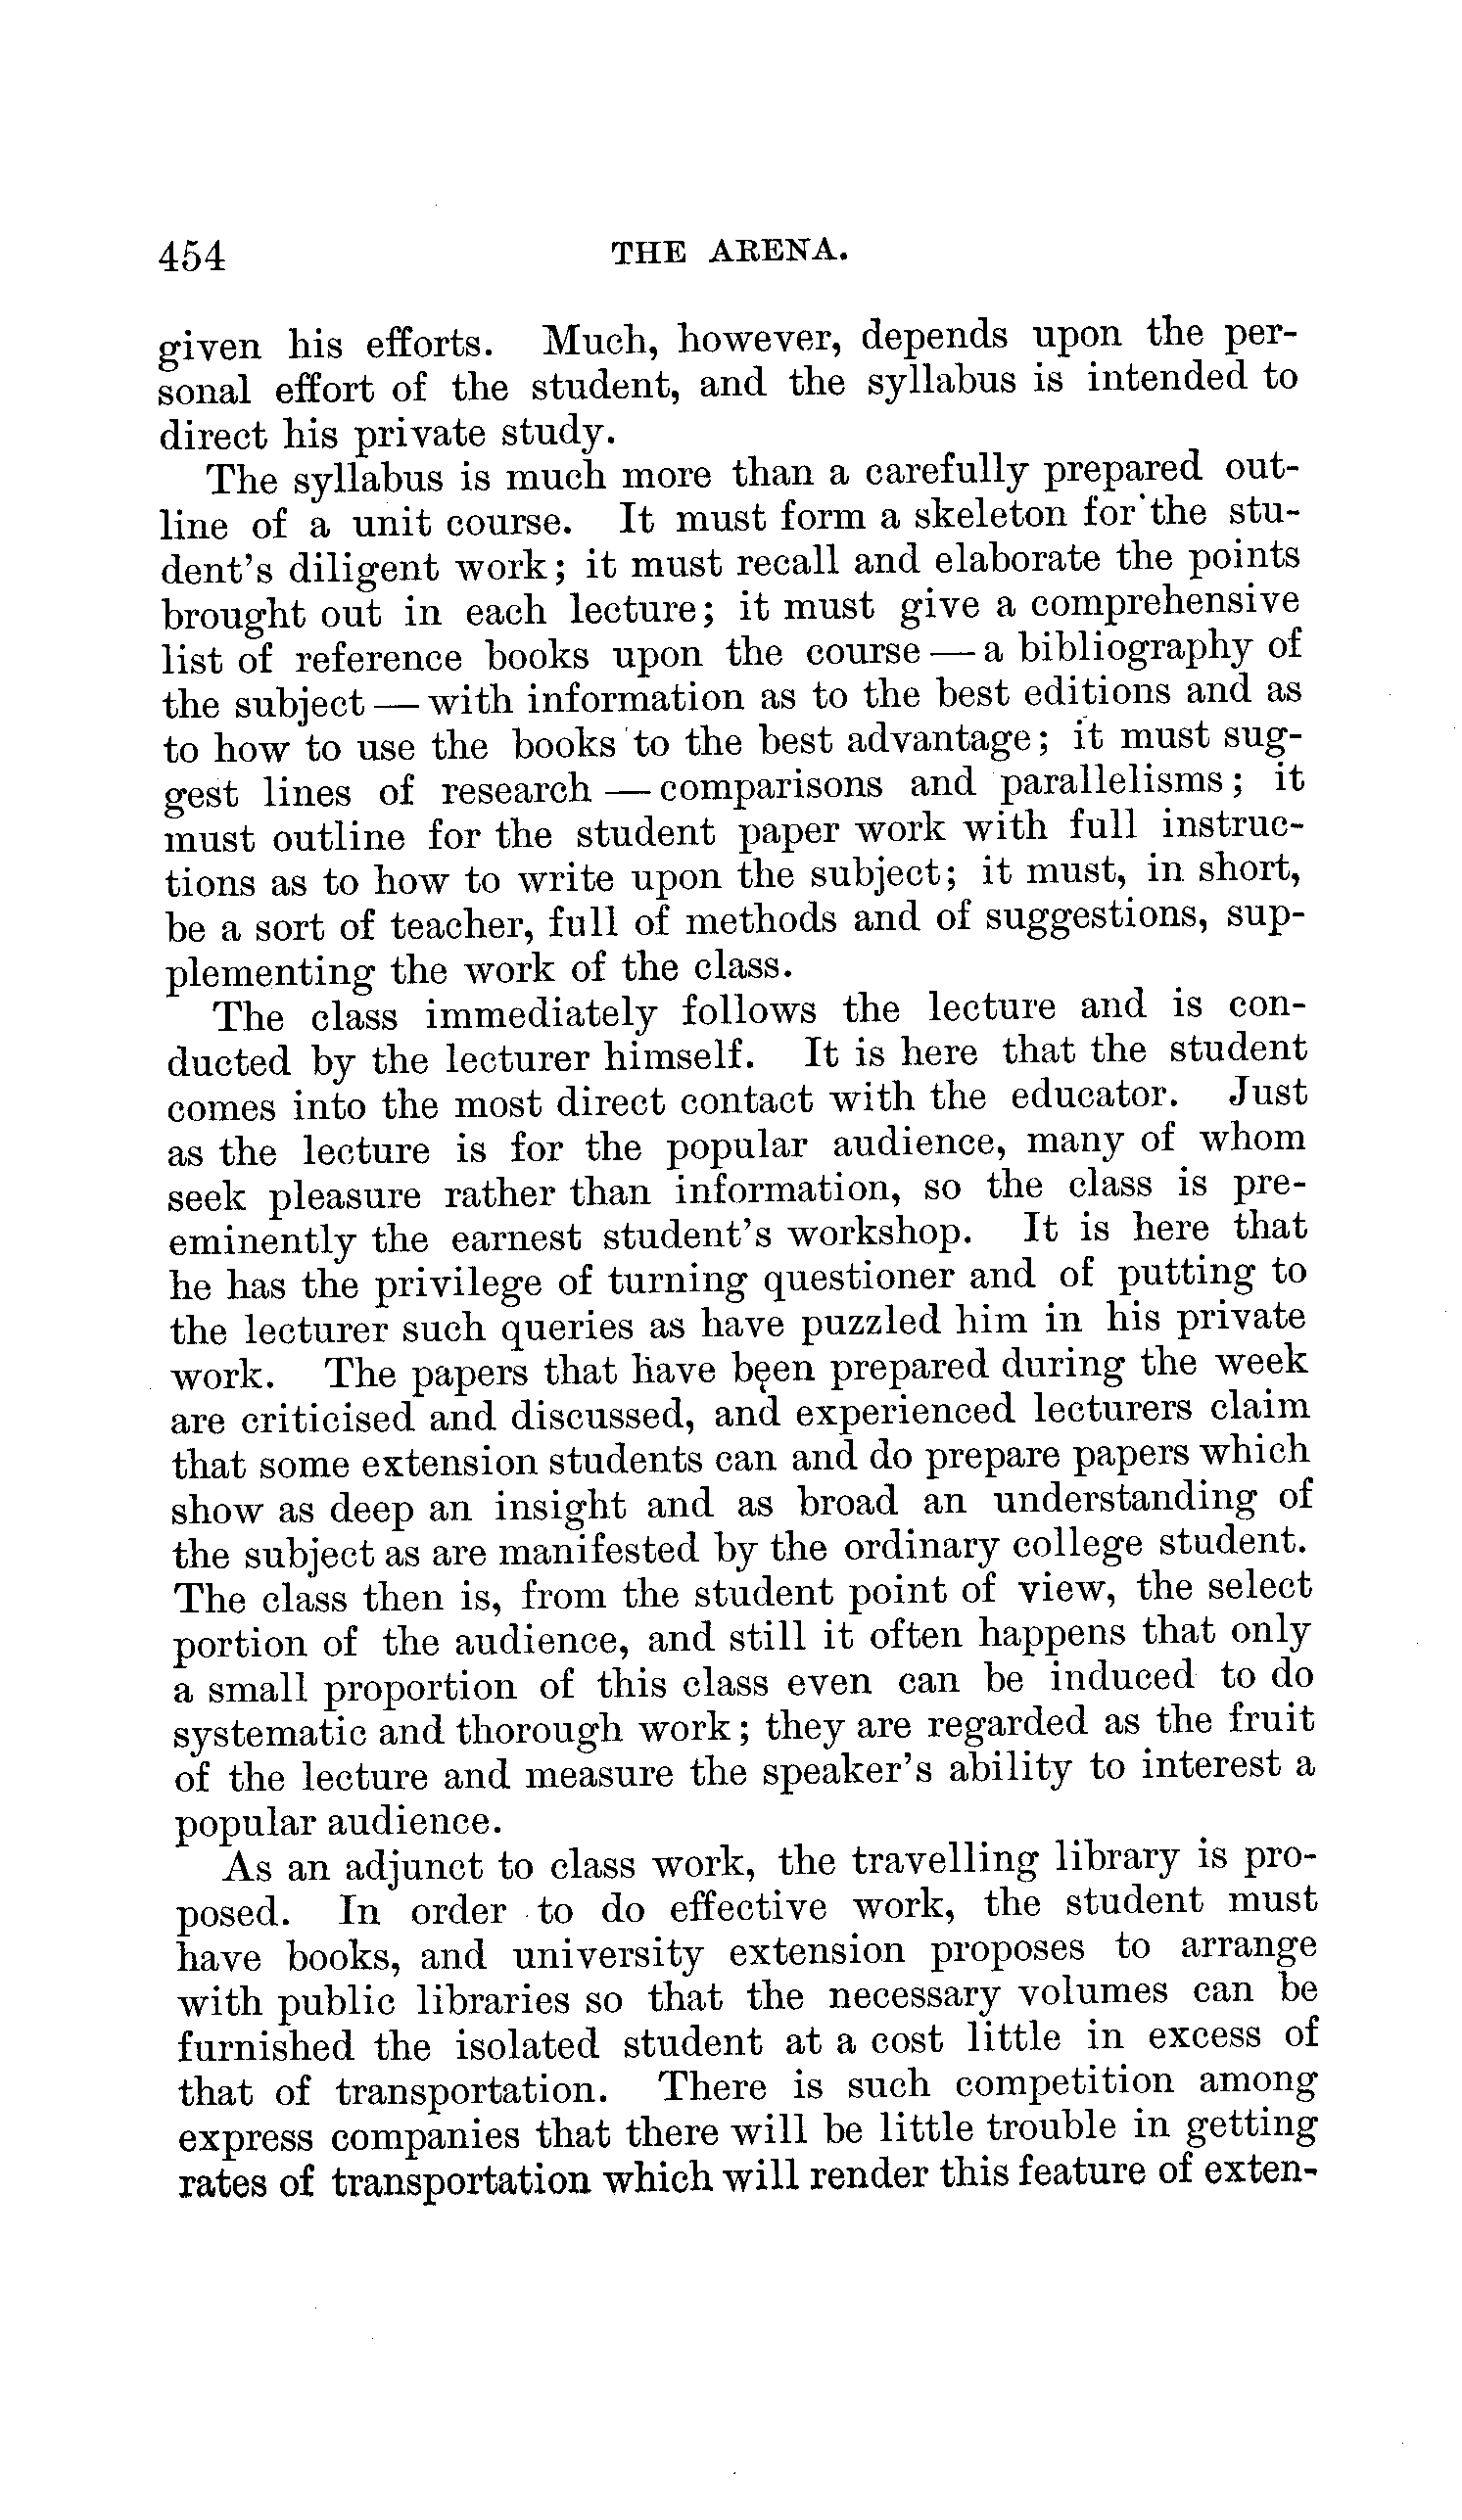 454 THE ARENA.
given his efforts. Much, however, depends upon the per-
sonal effort of the student, and the syllabus is intended to
direct his private study.
The syllabus is much more than a carefully prepared out-
line of a unit course. It must form a skeleton for the stu-
dent's diligent work; it must recall and elaborate the points
brought out in each lecture; it must give a comprehensive
list of reference books upon the course — a bibliography of
the subject — with information as to the best editions and as
to how to use the books to the best advantage; it must sug-
gest lines of research — comparisons and parallelisms; it
must outline for the student paper work with full instruc-
tions as to how to write upon the subject; it must, in short,
be a sort of teacher, full of methods and of suggestions, sup-
plementing the work of the class.
The class immediately follows the lecture and is con-
ducted by the lecturer himself. It is here that the student
comes into the most direct contact with the educator. Just
as the lecture is for the popular audience, many of whom
seek pleasure rather than information, so the class is pre-
eminently the earnest student's workshop. It is here that
he has the privilege of turning questioner and of putting to
the lecturer such queries as have puzzled him in his private
work. The papers that have been prepared during the week
are criticised and discussed, and experienced lecturers claim
that some extension students can and do prepare papers which
show as deep an insight and as broad an understanding of
the subject as are manifested by the ordinary college student.
The class then is, from the student point of view, the select
portion of the audience, and still it often happens that only
a small proportion of this class even can be induced to do
systematic and thorough work; they are regarded as the fruit
of the lecture and measure the speaker's ability to interest a
popular audience.
As an adjunct to class work, the travelling library is pro-
posed. In order to do effective work, the student must
have books, and university extension proposes to arrange
with public libraries so that the necessary volumes can be
furnished the isolated student at a cost little in excess of
that of transportation. There is such competition among
express companies that there will be little trouble in getting
rates of transportation which will render this feature of exten-